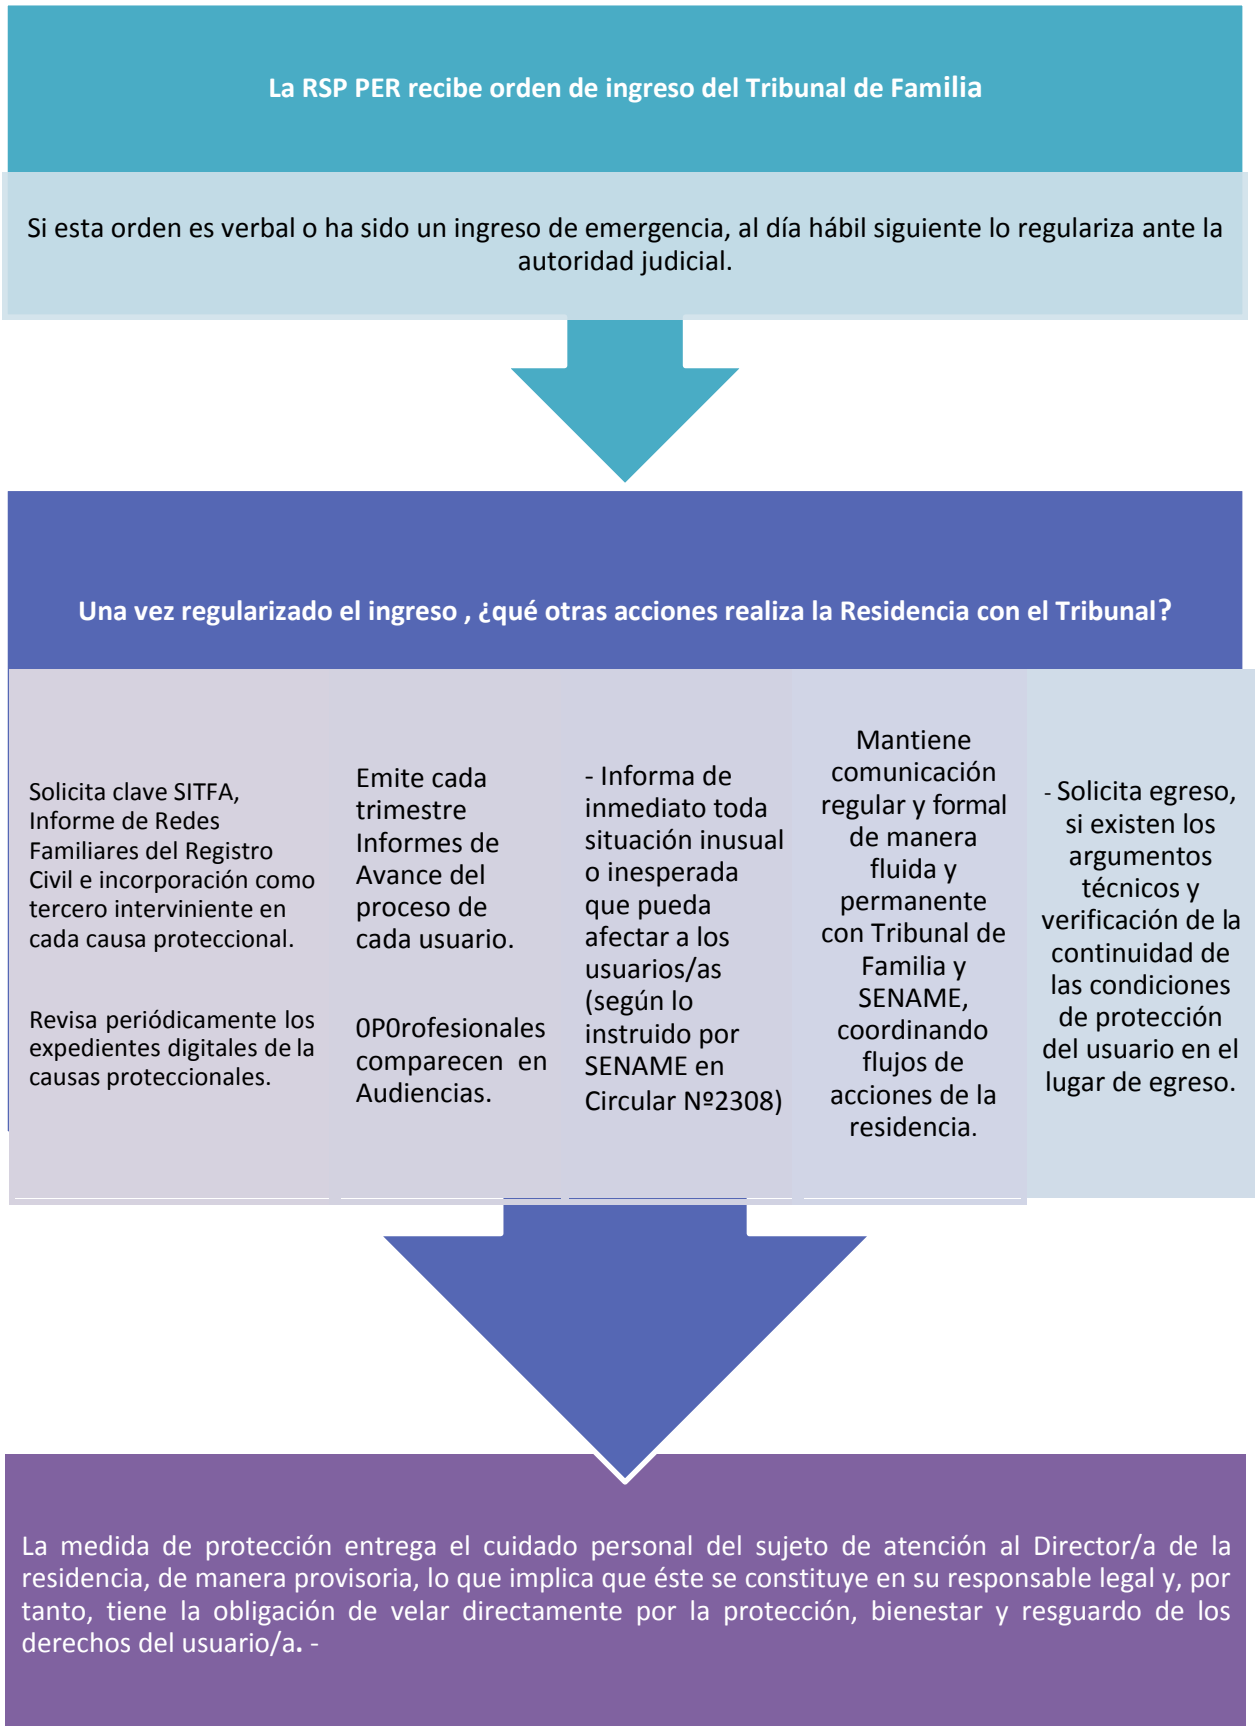 La RSP PER recibe orden de ingreso del Tribunal de Familia
Si esta orden es verbal o ha sido un ingreso de emergencia, al día hábil siguiente lo regulariza ante la
autoridad judicial.
Una vez regularizado el ingreso , ¿qué otras acciones realiza la Residencia con el Tribunal?
Solicita clave SITFA,
Informe de Redes
Familiares del Registro
Civil e incorporación como
tercero interviniente en
cada causa proteccional.
Revisa periódicamente los
expedientes digitales de la
causas proteccionales.
Emite cada
trimestre
Informes de
Avance del
proceso de
cada usuario.
0P0rofesionales
comparecen en
Audiencias.
- Informa de
inmediato toda
situación inusual
o inesperada
que pueda
afectar a los
usuarios/as
(según lo
instruido por
SENAME en
Circular Nº2308)
Mantiene
comunicación
regular y formal
de manera
fluida y
permanente
con Tribunal de
Familia y
SENAME,
coordinando
flujos de
acciones de la
residencia.
- Solicita egreso,
si existen los
argumentos
técnicos y
verificación de la
continuidad de
las condiciones
de protección
del usuario en el
lugar de egreso.
La medida de protección entrega el cuidado personal del sujeto de atención al Director/a de la
residencia, de manera provisoria, lo que implica que éste se constituye en su responsable legal y, por
tanto, tiene la obligación de velar directamente por la protección, bienestar y resguardo de los
derechos del usuario/a. -